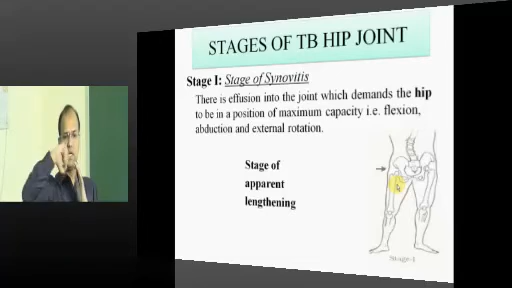 STAGES OF TB HIP JOINT
Stage I: Stage of Synovitis
There is effusion into the joint which demands the hip
to be in a position of maximum capacity i.e. flexion,
abduction and external rotation.
Stage of
apparent
lengthening
Stage-I